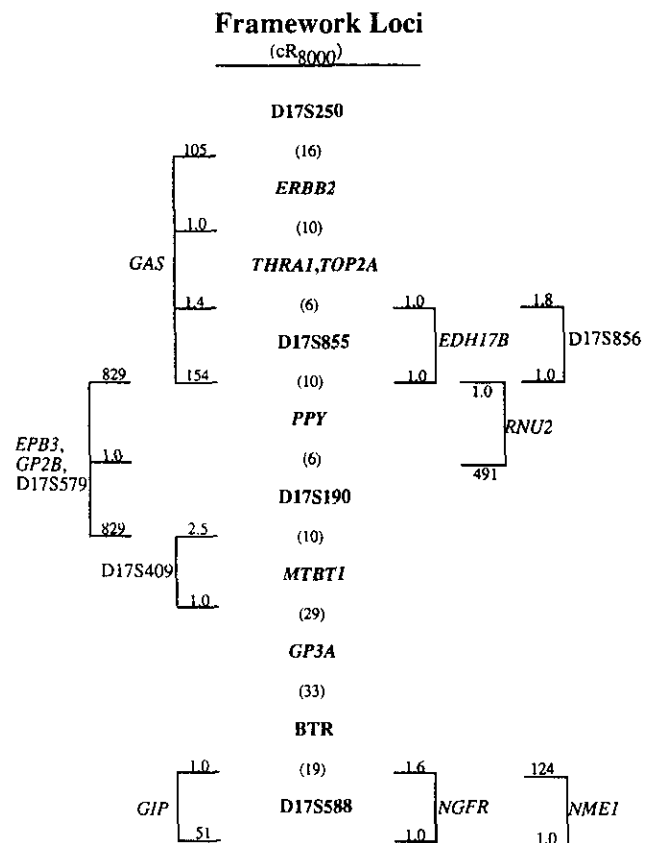 Framework Loci
(cR8000)
D17S250
105 (16)
ERBB2
1.0 (10)
GAS THRA1,TOP2A
1.4 (6) 1.0 1.8
D17S855 EDH17B D17S856
829 154 (10) 1.0 1.0 1.0
PPY RNU2
EPB3,
GP2B, 1.0 (6) 491
D17S579 D17S190
829 2.5 (10)
D17S409 MTBT1
1.0 (29)
GP3A
(33)
BTR
1.0 (19) 1.6 124
GIP D17S588 NGFR NME1
51 1.0 1.0